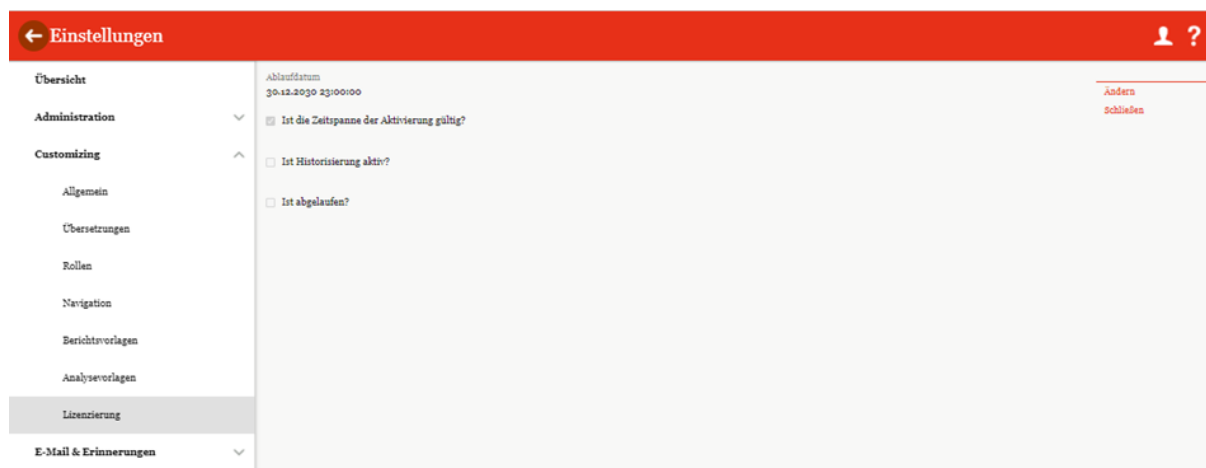 Einstellungen
?
Übersicht
Administration
Customizing
Allgemein
Übersetzungen
Rollen
Navigation
Berichtsvorlagen
Analysevorlagen
Lizenzierung
E-Mail & Erinnerungen
Ablaufdatum
30.12.2030 23:00:00
Ist die Zeitspanne der Aktivierung gültig?
Ist Historisierung aktiv?
Ist abgelaufen?
Ändern
Schließen